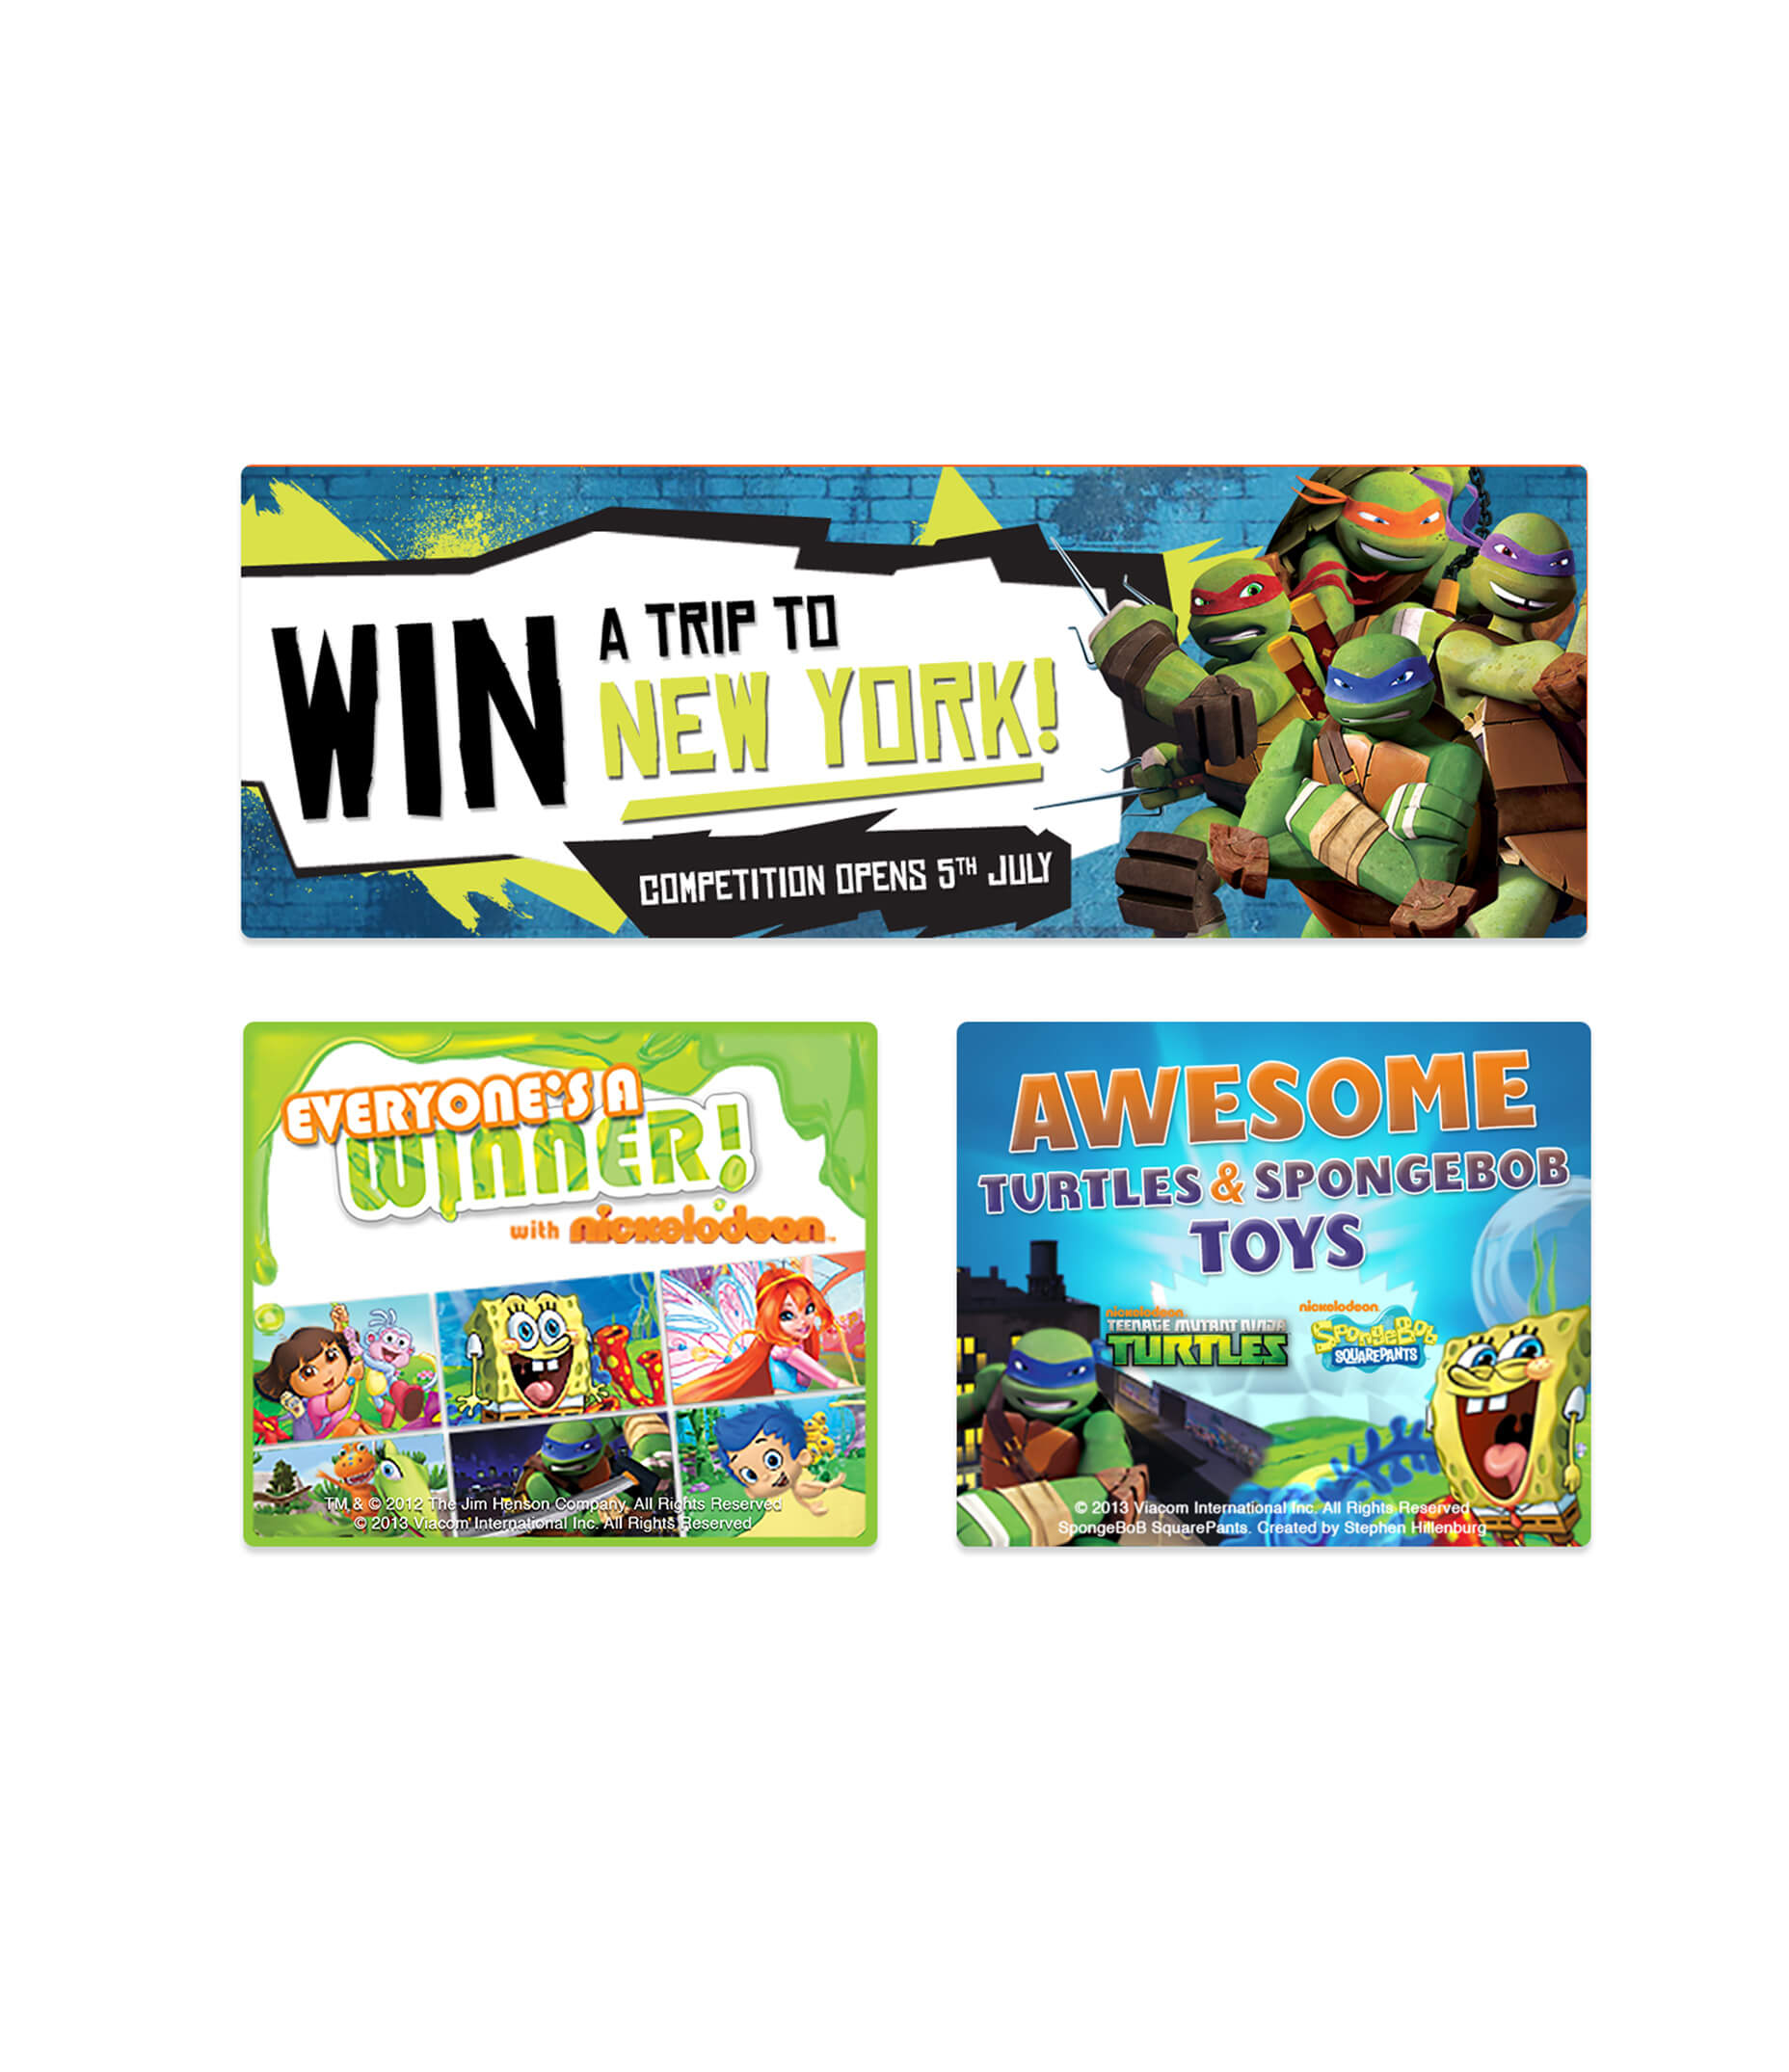 WIN
A TRIP TO
NEW YORK!
COMPETITION OPENS 5TH JULY
EVERYONE'S A
WINNER!
with nickelodeon
TM & © 2012 The Jim Henson Company. All Rights Reserved
© 2013 Viacom International Inc. All Rights Reserved
AWESOME
TURTLES & SPONGEBOB
TOYS
nickelodeon
TEENAGE MUTANT NINJA
TURTLES
nickelodeon
SpongeBob
SQUAREPANTS
© 2013 Viacom International Inc. All Rights Reserved
SpongeBoB SquarePants. Created by Stephen Hillenburg